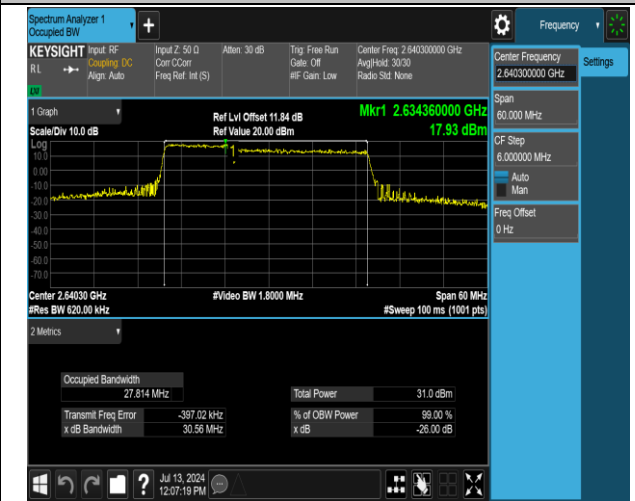 Spectrum Analyzer 1
Occupied BW
+
Frequency
KEYSIGHT
Input: RF
Input Z: 50 Ω
Atten: 30 dB
Trig: Free Run
Center Freq: 2.640300000 GHz
RL
Coupling: DC
Corr CCorr
Gate: Off
Avg|Hold: 30/30
Align: Auto
Freq Ref: Int (S)
#IF Gain: Low
Radio Std: None
LNI
1 Graph
Ref Lvl Offset 11.84 dB
Mkr1 2.634360000 GHz
Scale/Div 10.0 dB
Ref Value 20.00 dBm
17.93 dBm
Log
10.0
0.00
-10.0
-20.0
-30.0
-40.0
-50.0
-60.0
-70.0
1
Center 2.64030 GHz
#Video BW 1.8000 MHz
Span 60 MHz
#Res BW 620.00 kHz
#Sweep 100 ms (1001 pts)
2 Metrics
Occupied Bandwidth
27.814 MHz
Total Power
31.0 dBm
Transmit Freq Error
-397.02 kHz
% of OBW Power
99.00 %
x dB Bandwidth
30.56 MHz
x dB
-26.00 dB
Center Frequency
2.640300000 GHz
Settings
Span
60.000 MHz
CF Step
6.000000 MHz
Auto
Man
Freq Offset
0 Hz
?
Jul 13, 2024
12:07:19 PM